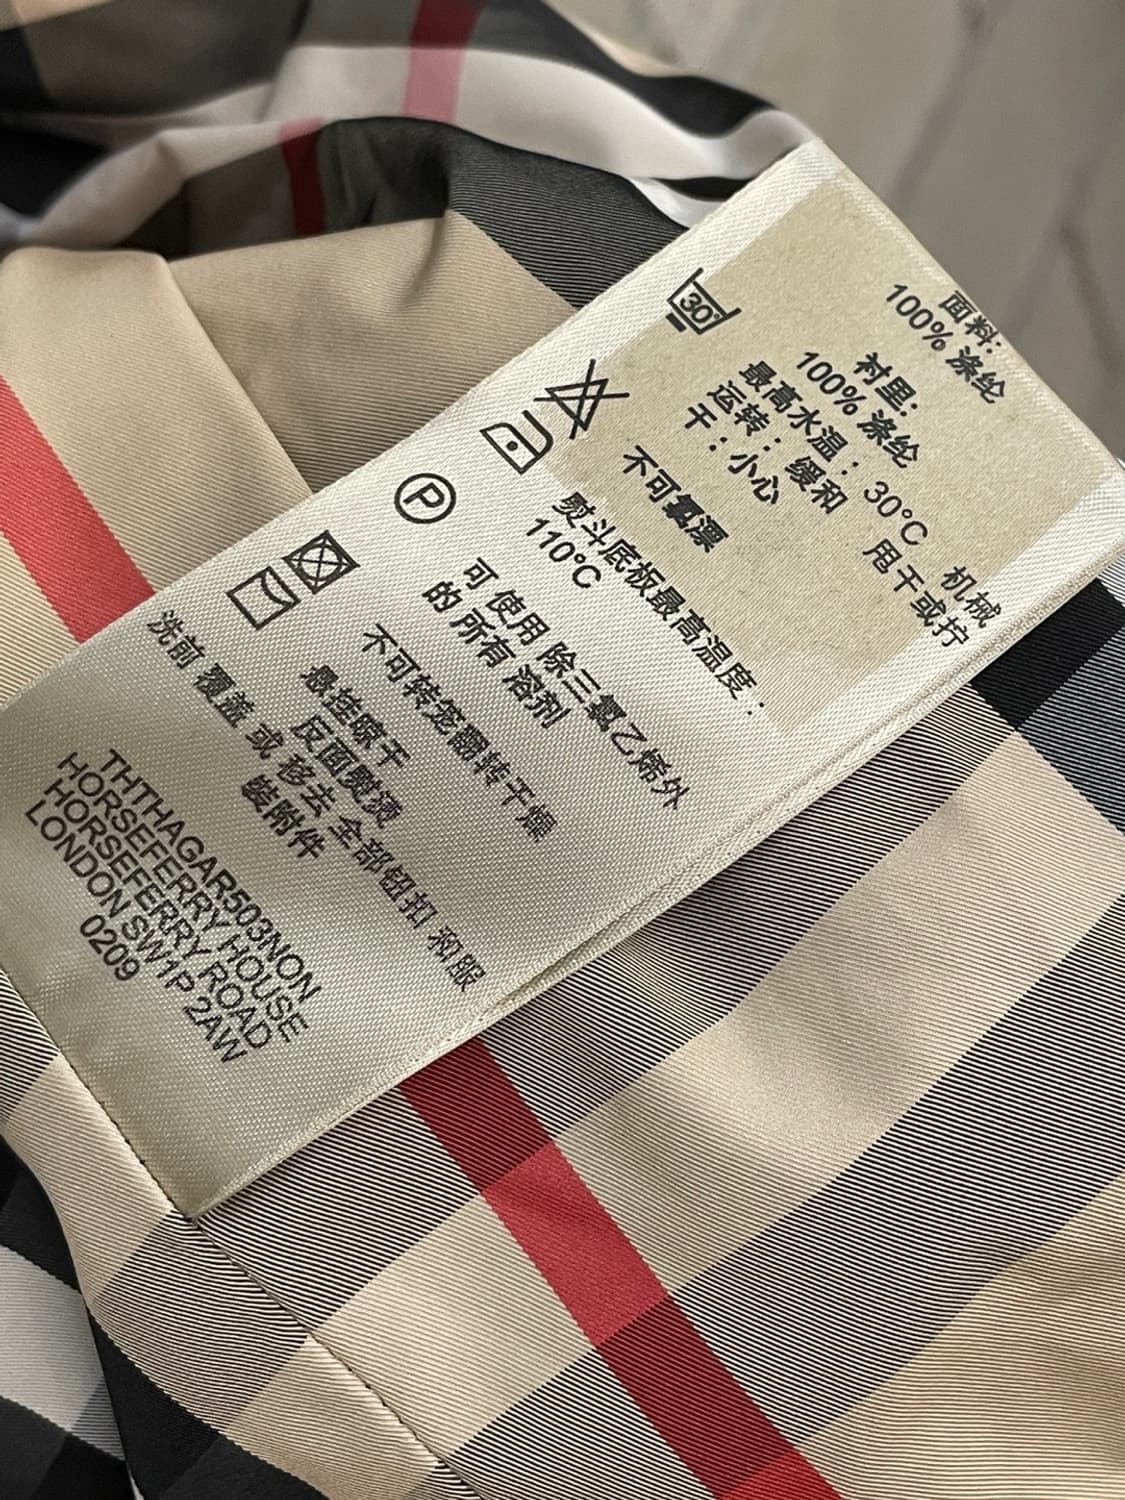 面料:
100% 涤纶
衬里:
100% 涤纶
30°
最高水温：30°C 机械
运转：缓和 甩干或拧
干：小心
不可氯漂
熨斗底板最高温度：
110°C
P
可 使用 除三氯乙烯外
的 所有 溶剂
不可转笼翻转干燥
悬挂晾干
反面熨烫
洗前 覆盖 或 移去 全部钮扣 和服
装附件
THTHAGAR503NON
HORSEFERRY HOUSE
HORSEFERRY ROAD
LONDON SW1P 2AW
0209